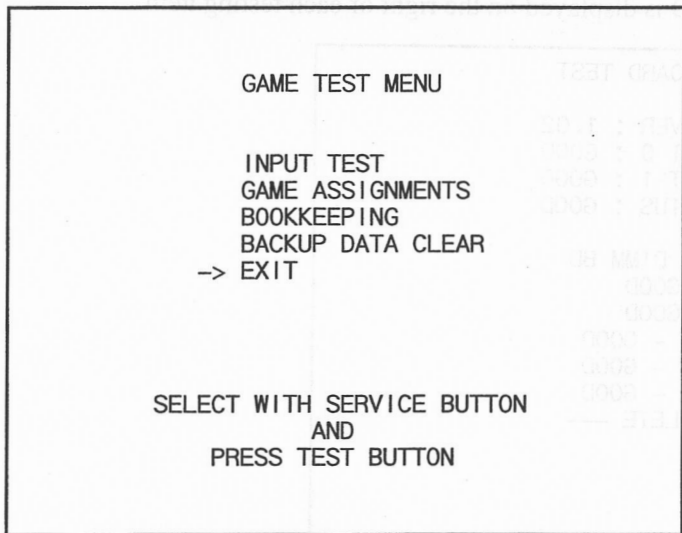 GAME TEST MENU
INPUT TEST
GAME ASSIGNMENTS
BOOKKEEPING
BACKUP DATA CLEAR
-> EXIT
SELECT WITH SERVICE BUTTON
AND
PRESS TEST BUTTON